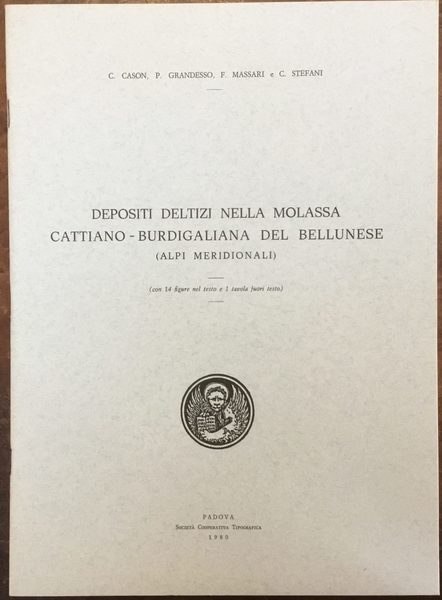 C. CASON, P. GRANDESSO, F. MASSARI e C. STEFANI
DEPOSITI DELTIZI NELLA MOLASSA
CATTIANO-BURDIGALIANA DEL BELLUNESE
(ALPI MERIDIONALI)
(con 14 figure nel testo e 1 tavola fuori testo)
PADOVA
SOCIETÀ COOPERATIVA TIPOGRAFICA
1980